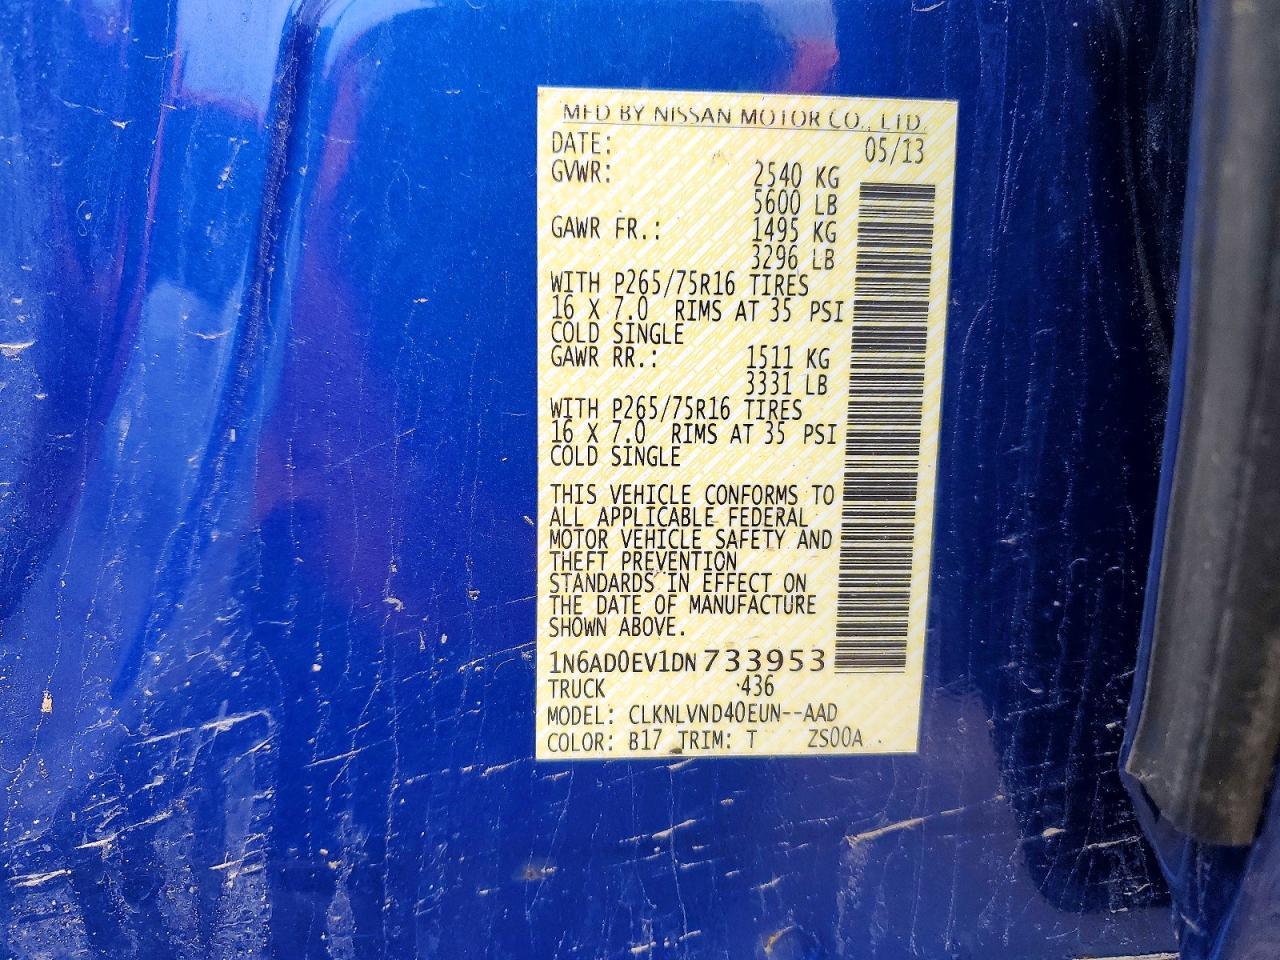 MFD BY NISSAN MOTOR CO., LTD.
DATE: 05/13
GVWR: 2540 KG
5600 LB
GAWR FR.: 1495 KG
3296 LB
WITH P265/75R16 TIRES
16 X 7.0 RIMS AT 35 PSI
COLD SINGLE
GAWR RR.: 1511 KG
3331 LB
WITH P265/75R16 TIRES
16 X 7.0 RIMS AT 35 PSI
COLD SINGLE
THIS VEHICLE CONFORMS TO
ALL APPLICABLE FEDERAL
MOTOR VEHICLE SAFETY AND
THEFT PREVENTION
STANDARDS IN EFFECT ON
THE DATE OF MANUFACTURE
SHOWN ABOVE.
1N6AD0EV1DN733953
TRUCK 436
MODEL: CLKNLVND40EUN--AAD
COLOR: B17 TRIM: T ZS00A